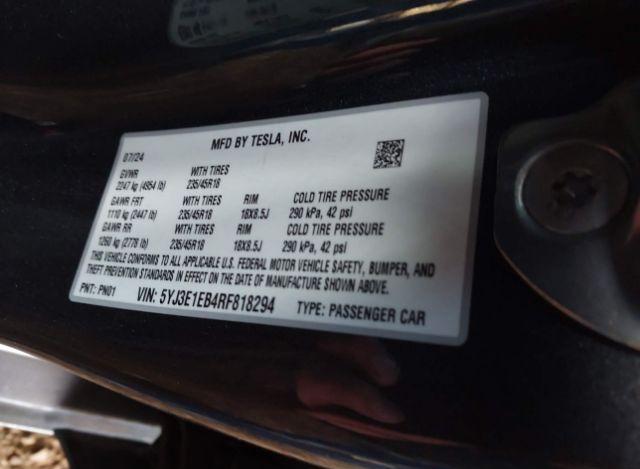 MFD BY TESLA, INC.
07/24
GVWR WITH TIRES
2247 kg (4954 lb) 235/45R18
GAWR FRT WITH TIRES RIM COLD TIRE PRESSURE
1110 kg (2447 lb) 235/45R18 18X8.5J 290 kPa, 42 psi
GAWR RR WITH TIRES RIM COLD TIRE PRESSURE
1260 kg (2778 lb) 235/45R18 18X8.5J 290 kPa, 42 psi
THIS VEHICLE CONFORMS TO ALL APPLICABLE U.S. FEDERAL MOTOR VEHICLE SAFETY, BUMPER, AND
THEFT PREVENTION STANDARDS IN EFFECT ON THE DATE OF MANUFACTURE SHOWN ABOVE.
PNT: PN01 VIN: 5YJ3E1EB4RF818294 TYPE: PASSENGER CAR